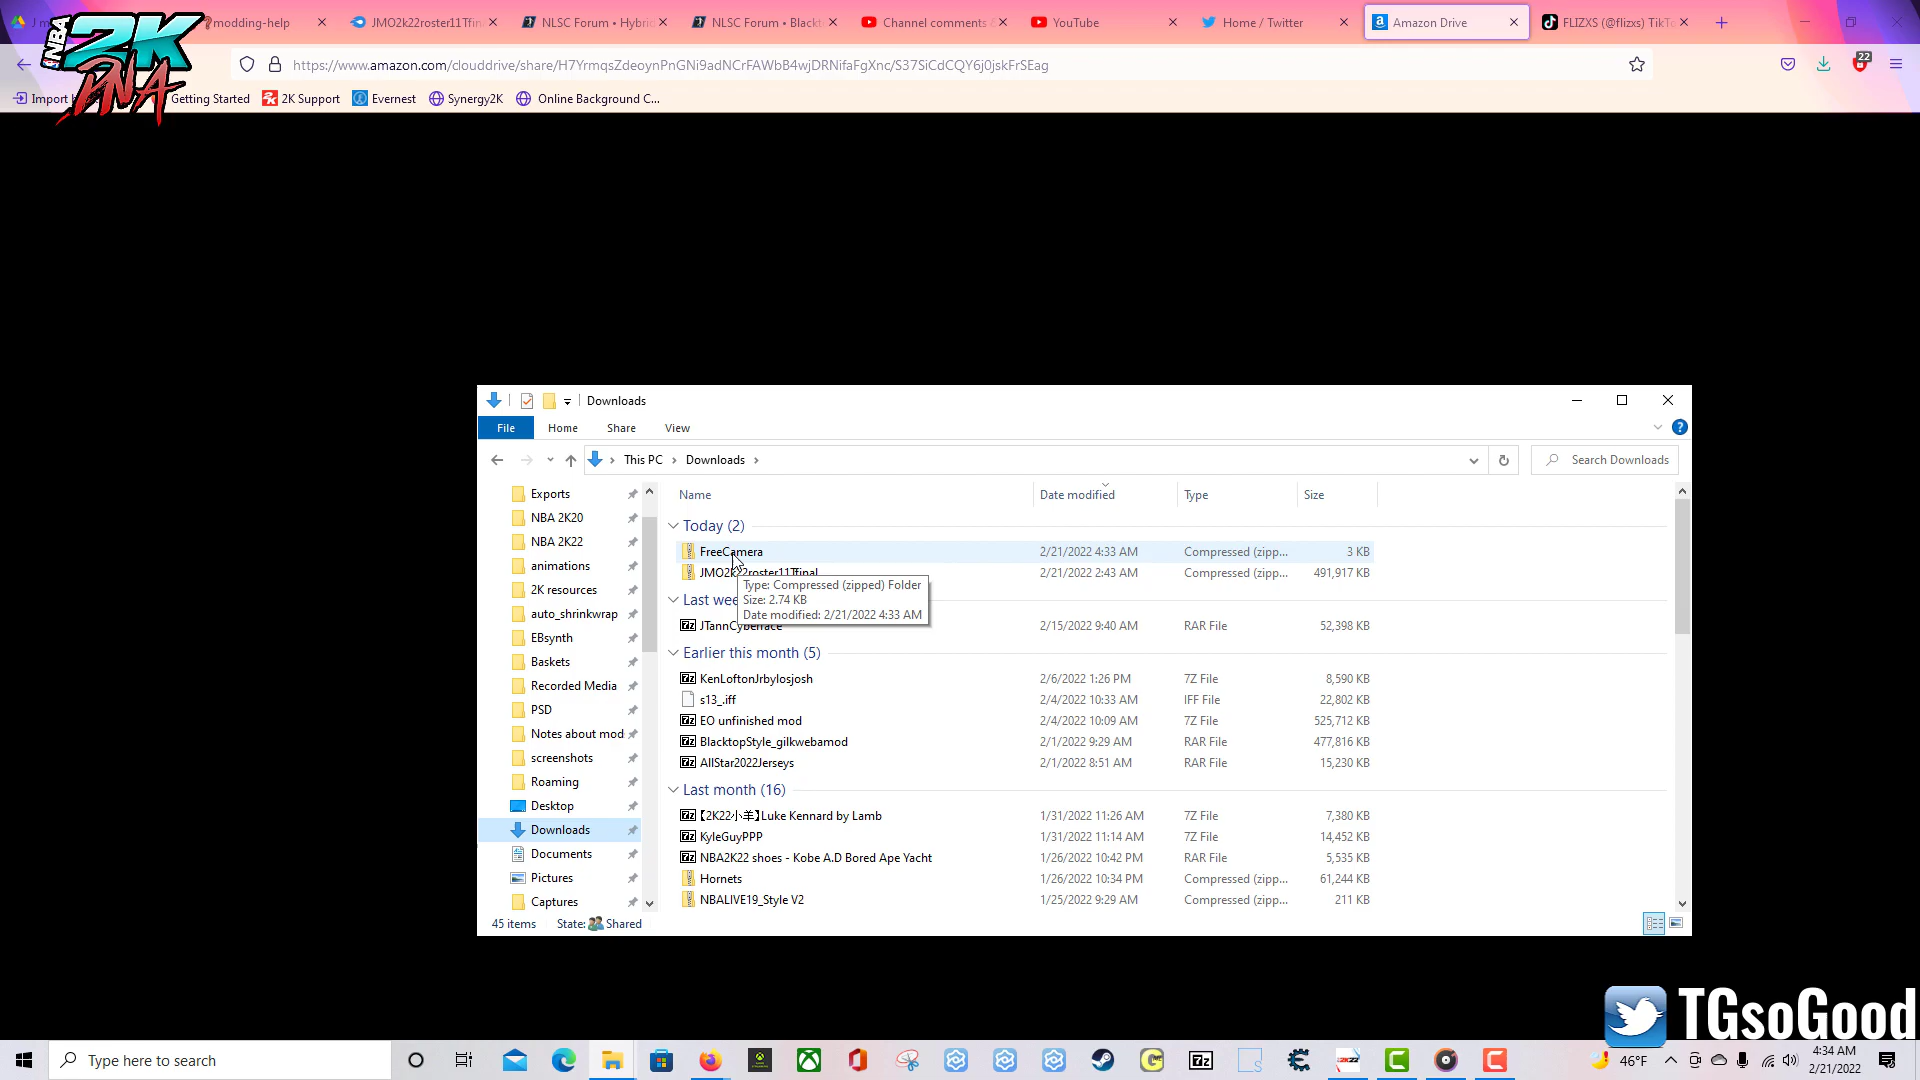 NBA 2K DNA
J m
modding-help
JMO2k22roster11Tfin
NLSC Forum • Hybrid
NLSC Forum • Blackt
Channel comments &
YouTube
Home / Twitter
Amazon Drive
FLIZXS (@flizxs) TikTo
https://www.amazon.com/clouddrive/share/H7YrmqsZdeoynPnGNi9adNCrFAWbB4wjDRNifaFgXnc/S37SiCdCQY6j0jskFrSEag
22
Import
Getting Started
2K Support
Evernest
Synergy2K
Online Background C...
Downloads
File Home Share View
This PC > Downloads >
Search Downloads
Name Date modified Type Size
Exports
NBA 2K20
NBA 2K22
animations
2K resources
auto_shrinkwrap
EBsynth
Baskets
Recorded Media
PSD
Notes about mod
screenshots
Roaming
Desktop
Downloads
Documents
Pictures
Captures
Today (2)
FreeCamera 2/21/2022 4:33 AM Compressed (zipp... 3 KB
JMO2k22roster11Tfinal 2/21/2022 2:43 AM Compressed (zipp... 491,917 KB
Type: Compressed (zipped) Folder
Size: 2.74 KB
Date modified: 2/21/2022 4:33 AM
Last wee
JTannCyberface 2/15/2022 9:40 AM RAR File 52,398 KB
Earlier this month (5)
KenLoftonJrbylosjosh 2/6/2022 1:26 PM 7Z File 8,590 KB
s13_.iff 2/4/2022 10:33 AM IFF File 22,802 KB
EO unfinished mod 2/4/2022 10:09 AM 7Z File 525,712 KB
BlacktopStyle_gilkwebamod 2/1/2022 9:29 AM RAR File 477,816 KB
AllStar2022Jerseys 2/1/2022 8:51 AM RAR File 15,230 KB
Last month (16)
【2K22小羊】Luke Kennard by Lamb 1/31/2022 11:26 AM 7Z File 7,380 KB
KyleGuyPPP 1/31/2022 11:14 AM 7Z File 14,452 KB
NBA2K22 shoes - Kobe A.D Bored Ape Yacht 1/26/2022 10:42 PM RAR File 5,535 KB
Hornets 1/26/2022 10:34 PM Compressed (zipp... 61,244 KB
NBALIVE19_Style V2 1/25/2022 9:29 AM Compressed (zipp... 211 KB
45 items State: Shared
TGsoGood
Type here to search
46°F
4:34 AM
2/21/2022